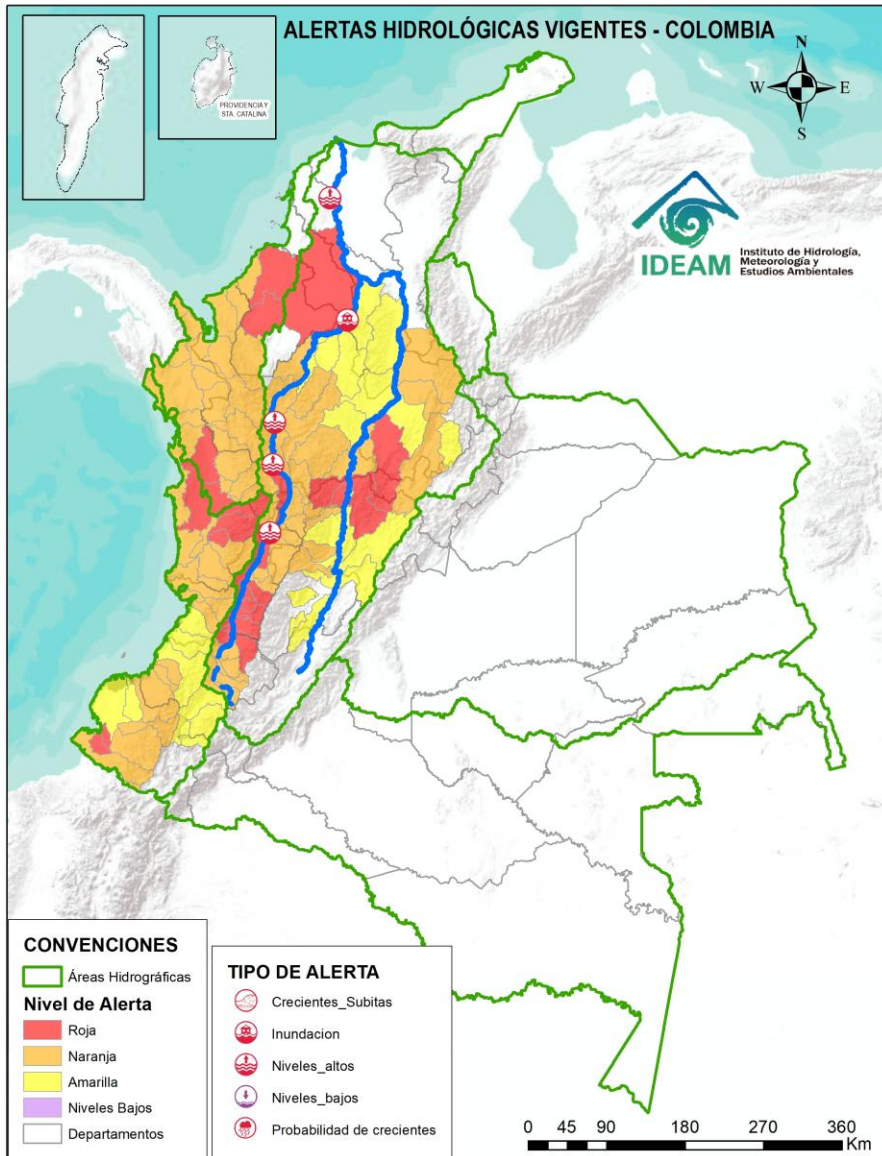 ALERTAS HIDROLÓGICAS VIGENTES - COLOMBIA
PROVIDENCIA Y
STA. CATALINA
N
W
E
S
IDEAM
Instituto de Hidrología,
Meteorología y
Estudios Ambientales
CONVENCIONES
Áreas Hidrográficas
Nivel de Alerta
Roja
Naranja
Amarilla
Niveles Bajos
Departamentos
TIPO DE ALERTA
Crecientes_Subitas
Inundacion
Niveles_altos
Niveles_bajos
Probabilidad de crecientes
0 45 90 180 270 360
Km